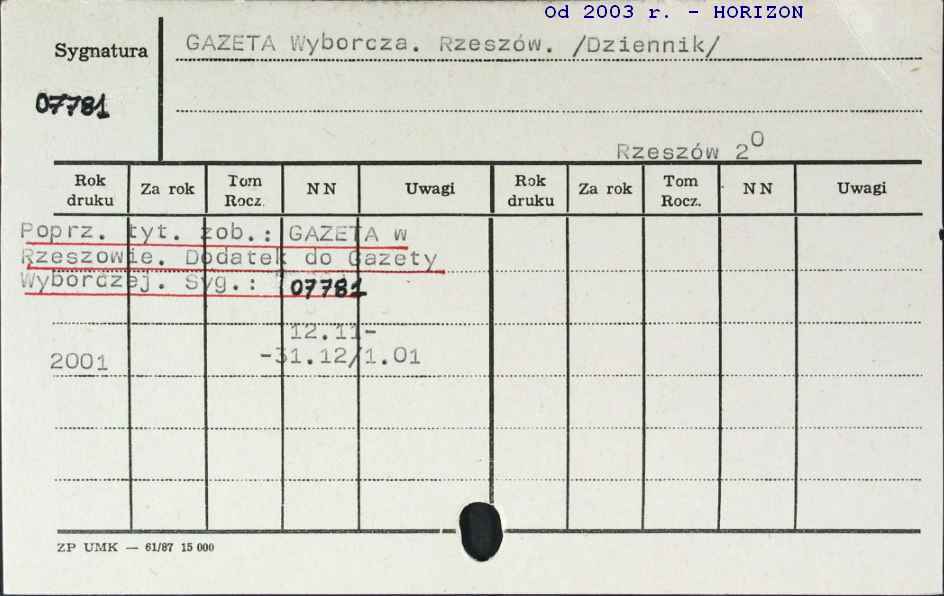 Od 2003 r. - HORIZON
Sygnatura
GAZETA Wyborcza. Rzeszów. /Dziennik/
07781
Rzeszów 2⁰
Rok druku Za rok Tom Rocz. NN Uwagi Rok druku Za rok Tom Rocz. NN Uwagi
Poprz. tyt. zob.: GAZETA w
Rzeszowie. Dodatek do Gazety
Wyborczej. Syg.: 07781
12.11-
2001 -31.12/1.01
ZP UMK — 61/87 15 000